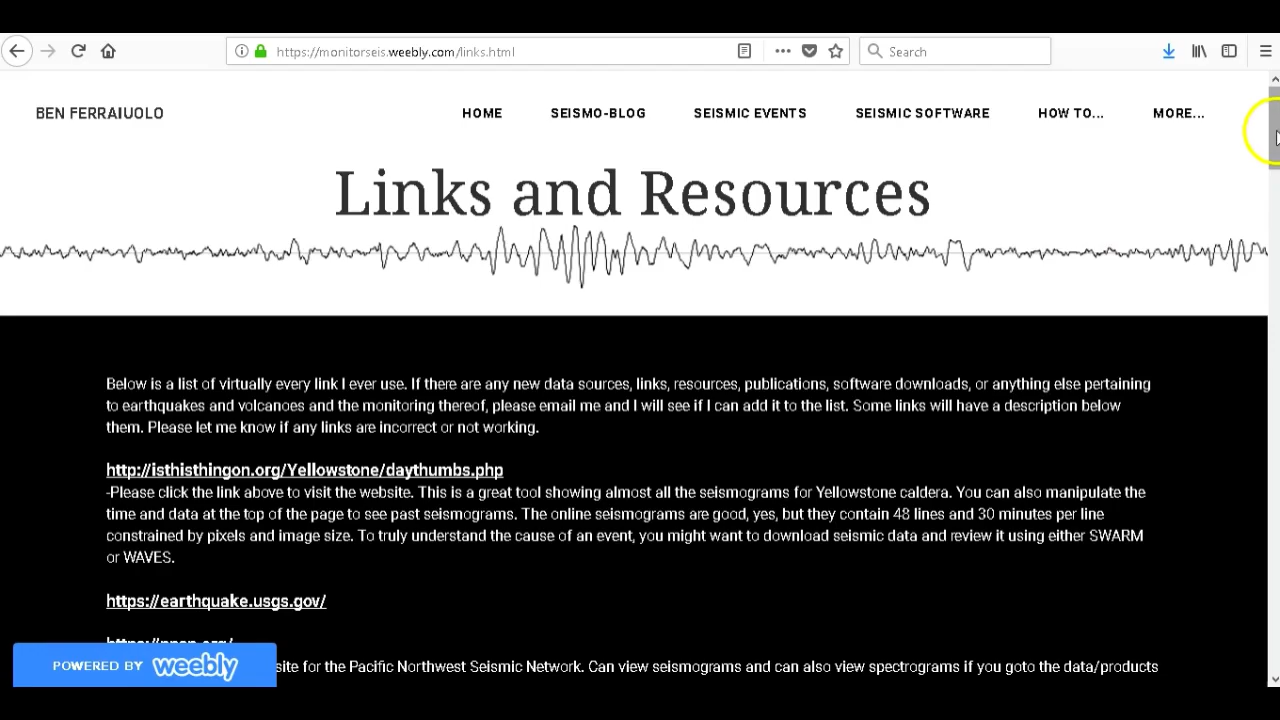 https://monitorseis.weebly.com/links.html
Search
BEN FERRAIUOLO
HOME
SEISMO-BLOG
SEISMIC EVENTS
SEISMIC SOFTWARE
HOW TO...
MORE...
Links and Resources
Below is a list of virtually every link I ever use. If there are any new data sources, links, resources, publications, software downloads, or anything else pertaining
to earthquakes and volcanoes and the monitoring thereof, please email me and I will see if I can add it to the list. Some links will have a description below
them. Please let me know if any links are incorrect or not working.
http://isthisthingon.org/Yellowstone/daythumbs.php
-Please click the link above to visit the website. This is a great tool showing almost all the seismograms for Yellowstone caldera. You can also manipulate the
time and data at the top of the page to see past seismograms. The online seismograms are good, yes, but they contain 48 lines and 30 minutes per line
constrained by pixels and image size. To truly understand the cause of an event, you might want to download seismic data and review it using either SWARM
or WAVES.
https://earthquake.usgs.gov/
site for the Pacific Northwest Seismic Network. Can view seismograms and can also view spectrograms if you goto the data/products
POWERED BY weebly